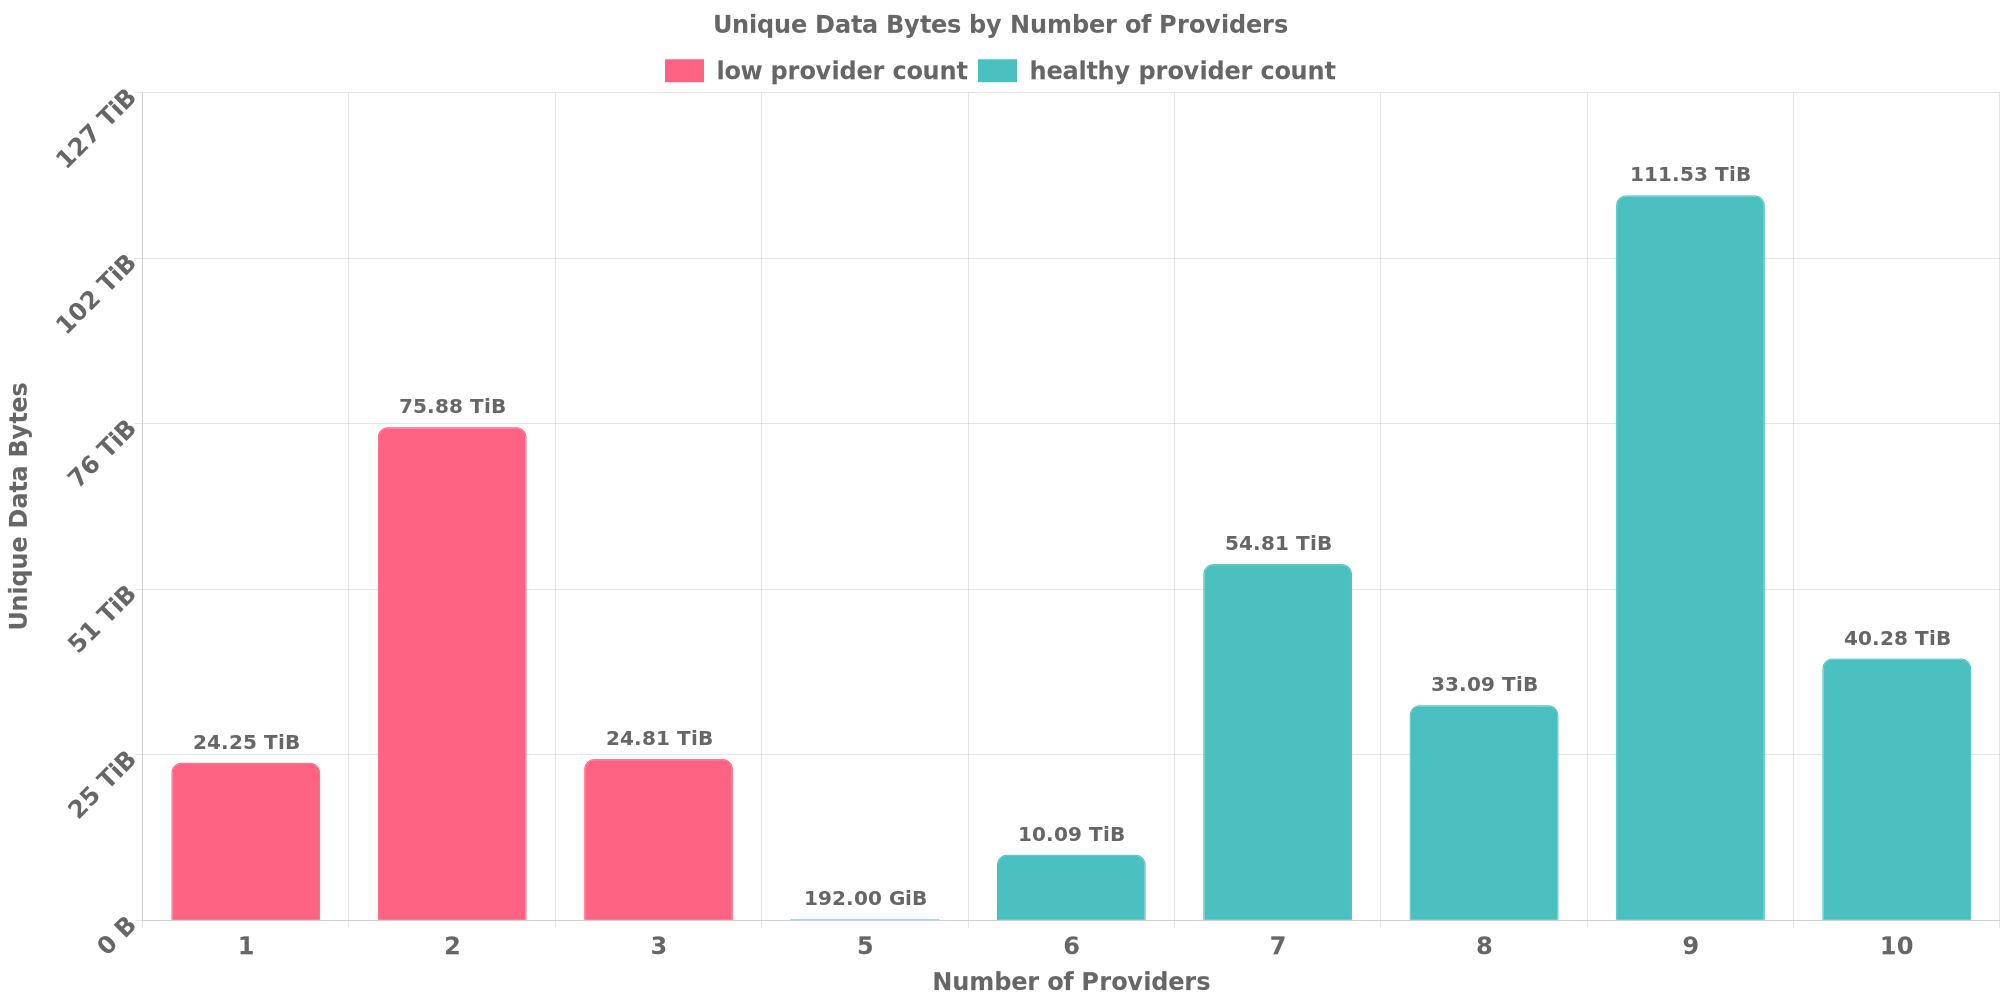 Unique Data Bytes by Number of Providers
low provider count healthy provider count
127 TiB
102 TiB
76 TiB
51 TiB
25 TiB
0 B
Unique Data Bytes
24.25 TiB
75.88 TiB
24.81 TiB
192.00 GiB
10.09 TiB
54.81 TiB
33.09 TiB
111.53 TiB
40.28 TiB
1 2 3 5 6 7 8 9 10
Number of Providers